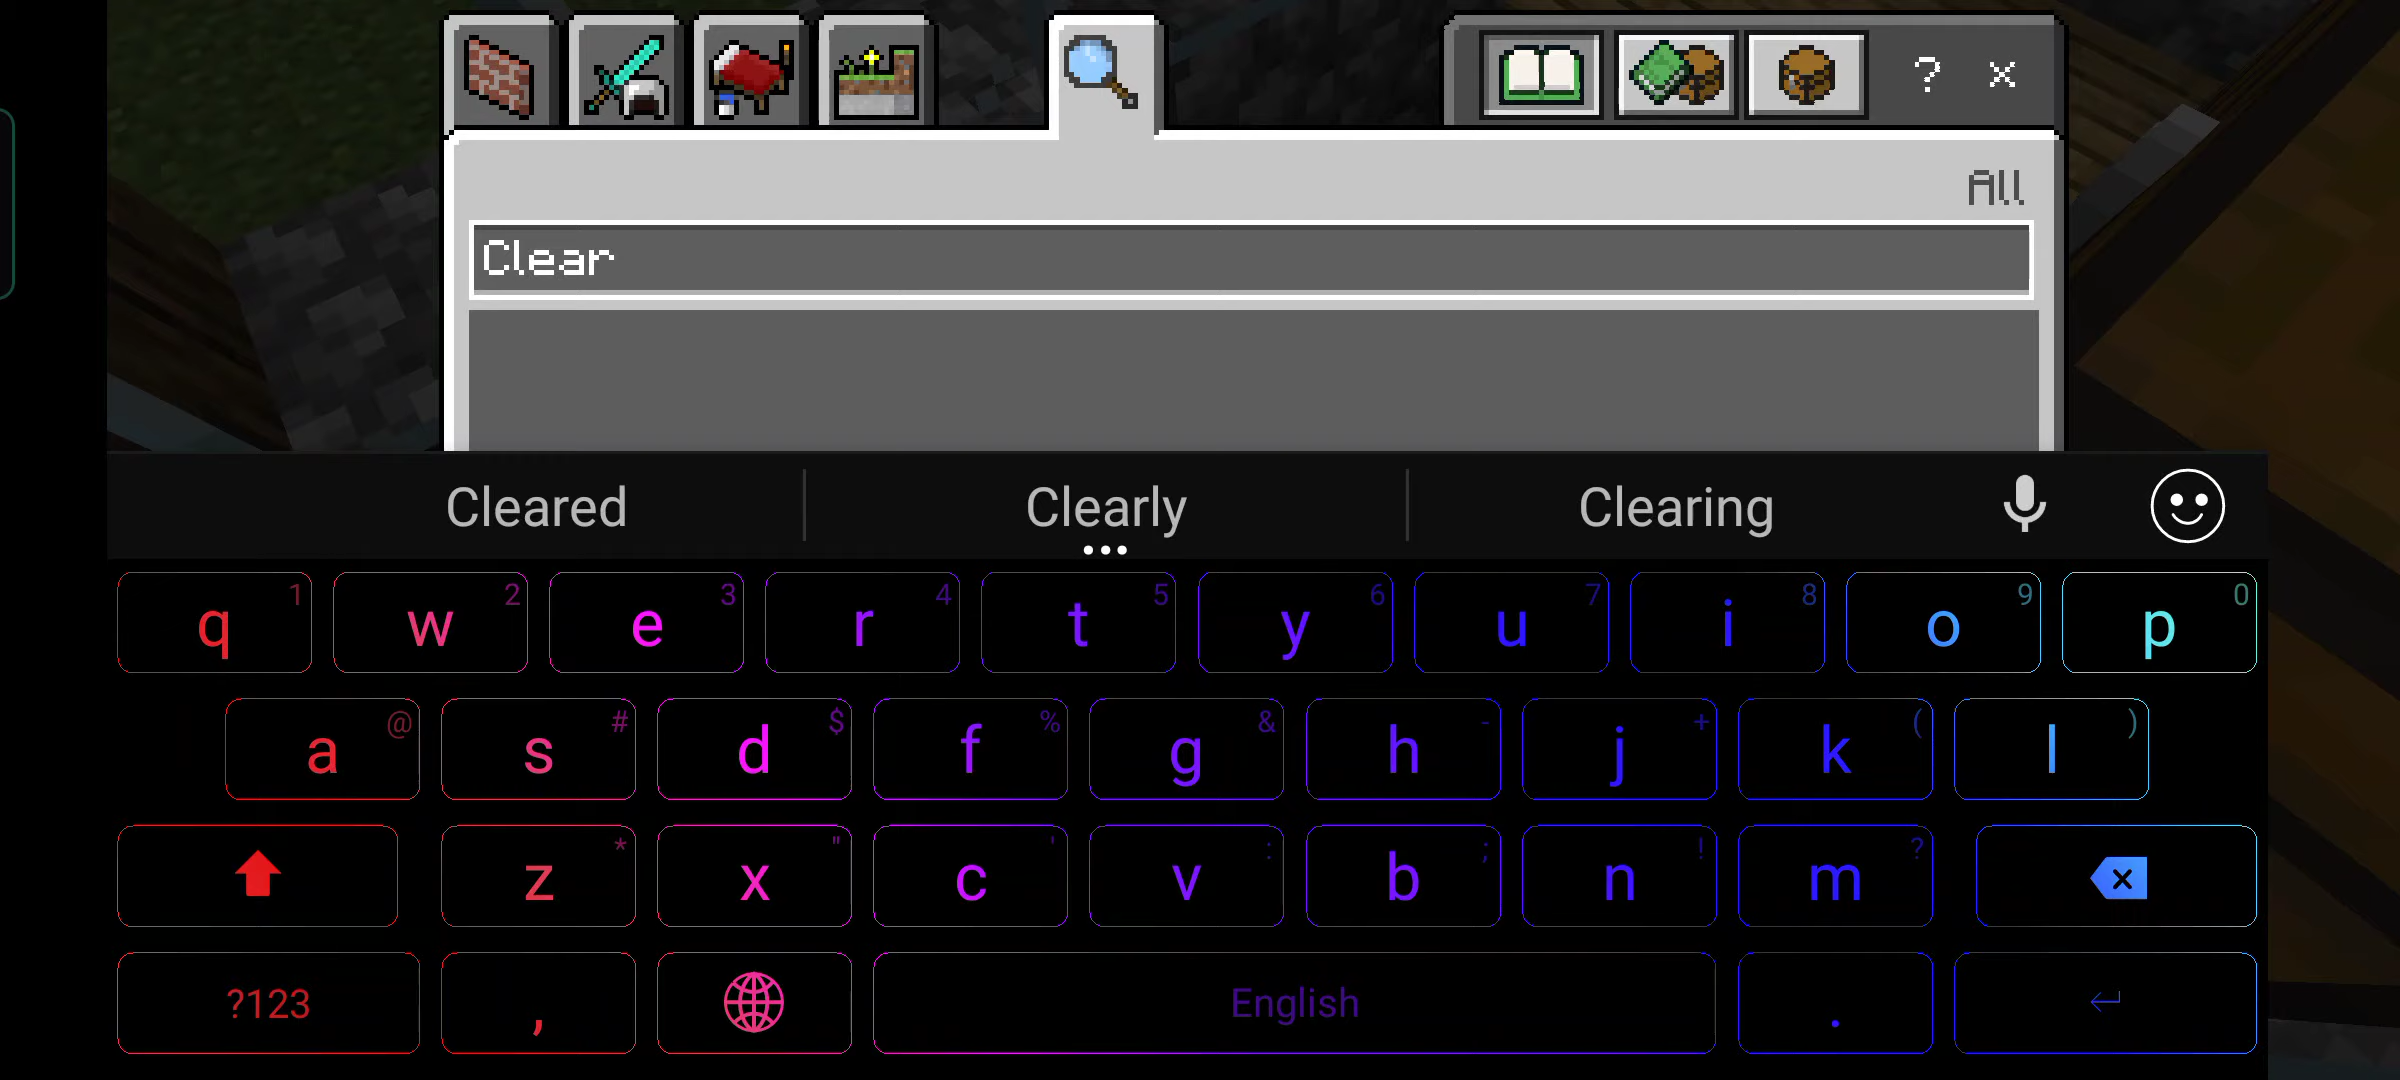 ? x
All
Clear
Cleared Clearly Clearing
q 1 w 2 e 3 r 4 t 5 y 6 u 7 i 8 o 9 p 0
a @ s # d $ f % g & h - j + k ( l )
z * x " c ' v : b ; n ! m ?
?123 , English .